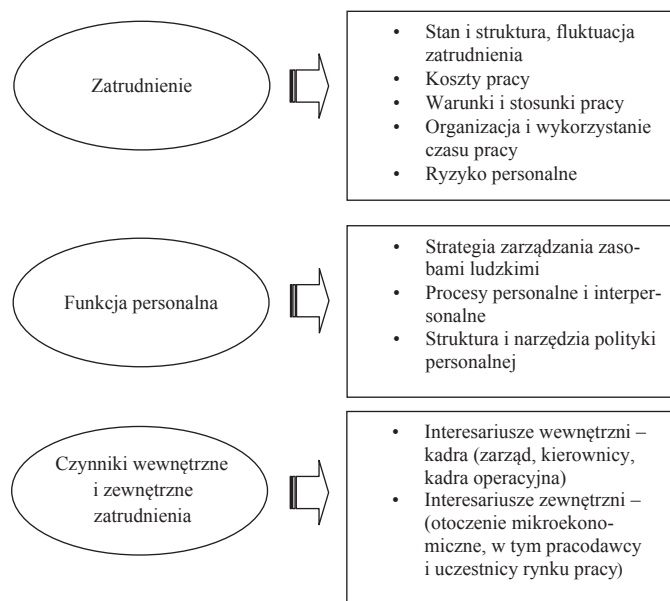 Zatrudnienie
• Stan i struktura, fluktuacja
zatrudnienia
• Koszty pracy
• Warunki i stosunki pracy
• Organizacja i wykorzystanie
czasu pracy
• Ryzyko personalne
Funkcja personalna
• Strategia zarządzania zaso-
bami ludzkimi
• Procesy personalne i interper-
sonalne
• Struktura i narzędzia polityki
personalnej
Czynniki wewnętrzne
i zewnętrzne
zatrudnienia
• Interesariusze wewnętrzni –
kadra (zarząd, kierownicy,
kadra operacyjna)
• Interesariusze zewnętrzni –
(otoczenie mikroekono-
miczne, w tym pracodawcy
i uczestnicy rynku pracy)